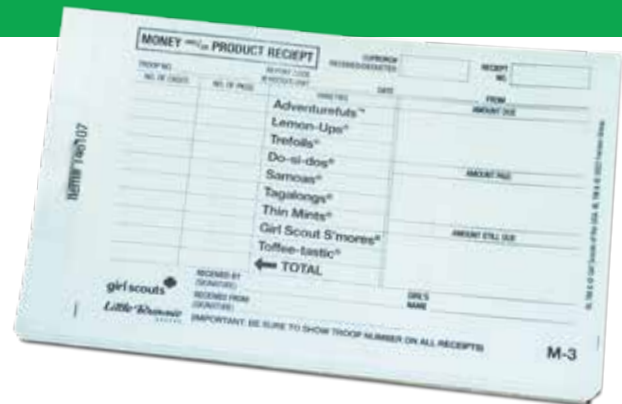 MONEY and/or PRODUCT RECIEPT
RECEIPT
NO.
TROOP NO.
DATE
FROM
NO. OF CASES
NO. OF PKGS.
VARIETIES
AMOUNT DUE
Adventurefuls™
Lemon-Ups®
Trefoils®
Do-si-dos®
Samoas®
AMOUNT PAID
Tagalongs®
Thin Mints®
Girl Scout S'mores®
AMOUNT STILL DUE
Toffee-tastic®
← TOTAL
girl scouts
RECEIVED BY
(SIGNATURE)
GIRL'S
NAME
Little Brownie
RECEIVED FROM
(SIGNATURE)
(IMPORTANT: BE SURE TO SHOW TROOP NUMBER ON ALL RECEIPTS)
M-3